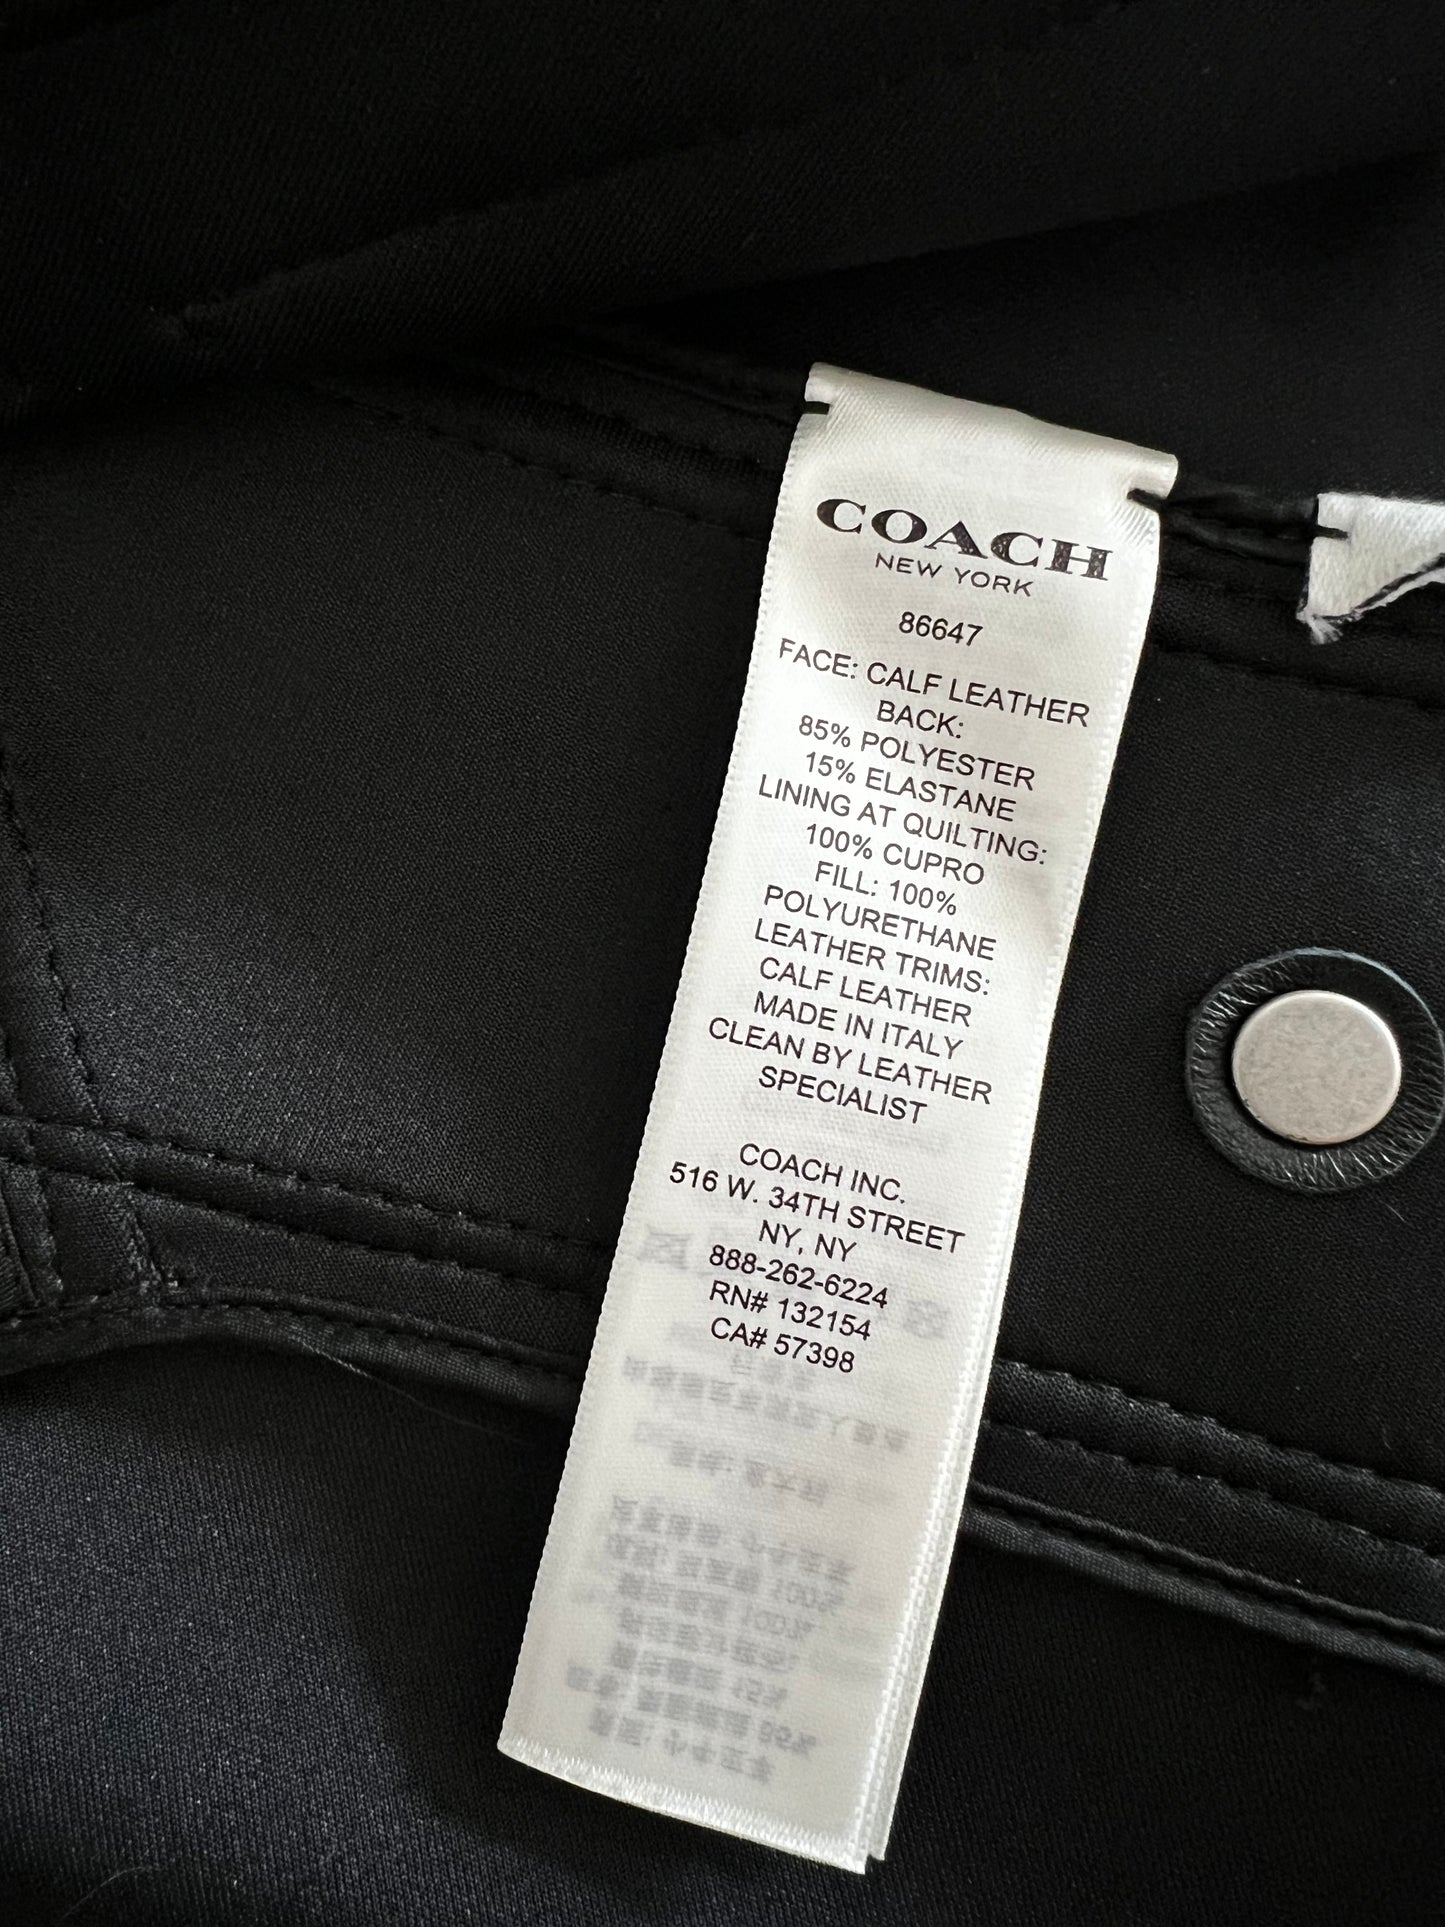 COACH
NEW YORK
86647
FACE: CALF LEATHER
BACK:
85% POLYESTER
15% ELASTANE
LINING AT QUILTING:
100% CUPRO
FILL: 100%
POLYURETHANE
LEATHER TRIMS:
CALF LEATHER
MADE IN ITALY
CLEAN BY LEATHER
SPECIALIST
COACH INC.
516 W. 34TH STREET
NY, NY
888-262-6224
RN# 132154
CA# 57398